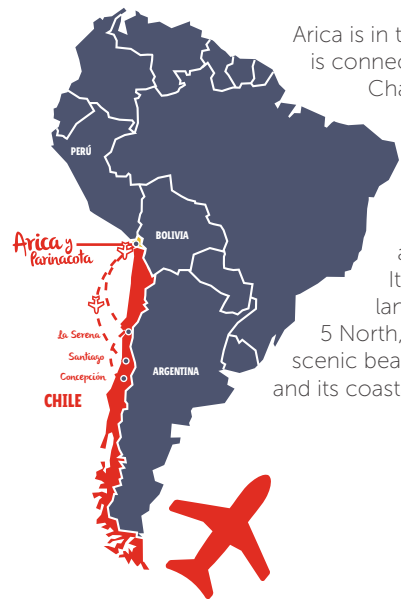 Arica is in t
is connec
Cha
PERÚ
BOLIVIA
Arica y
Parinacota
a
It
lan
La Serena
5 North,
Santiago
scenic bea
ARGENTINA
Concepción
and its coast
CHILE